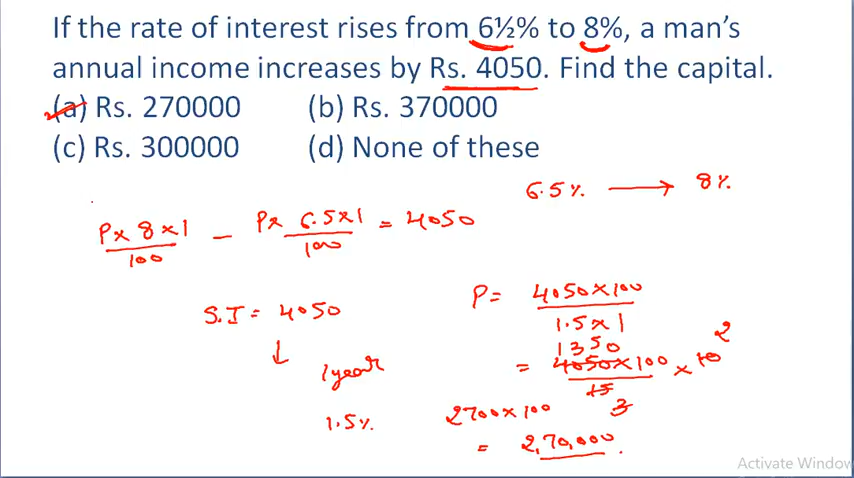 If the rate of interest rises from 6½% to 8%, a man's
annual income increases by Rs. 4050. Find the capital.
(a) Rs. 270000 (b) Rs. 370000
(c) Rs. 300000 (d) None of these
6.5% → 8%
P× 8 ×1 / 100 − P× 6.5×1 / 100 = 4050
S.I = 4050
↓
1 year
1.5%
P = 4050×100 / 1.5×1
1350 2
= 4050×100 / 15 × 10
3
2700×100
= 2,70,000.
Activate Window